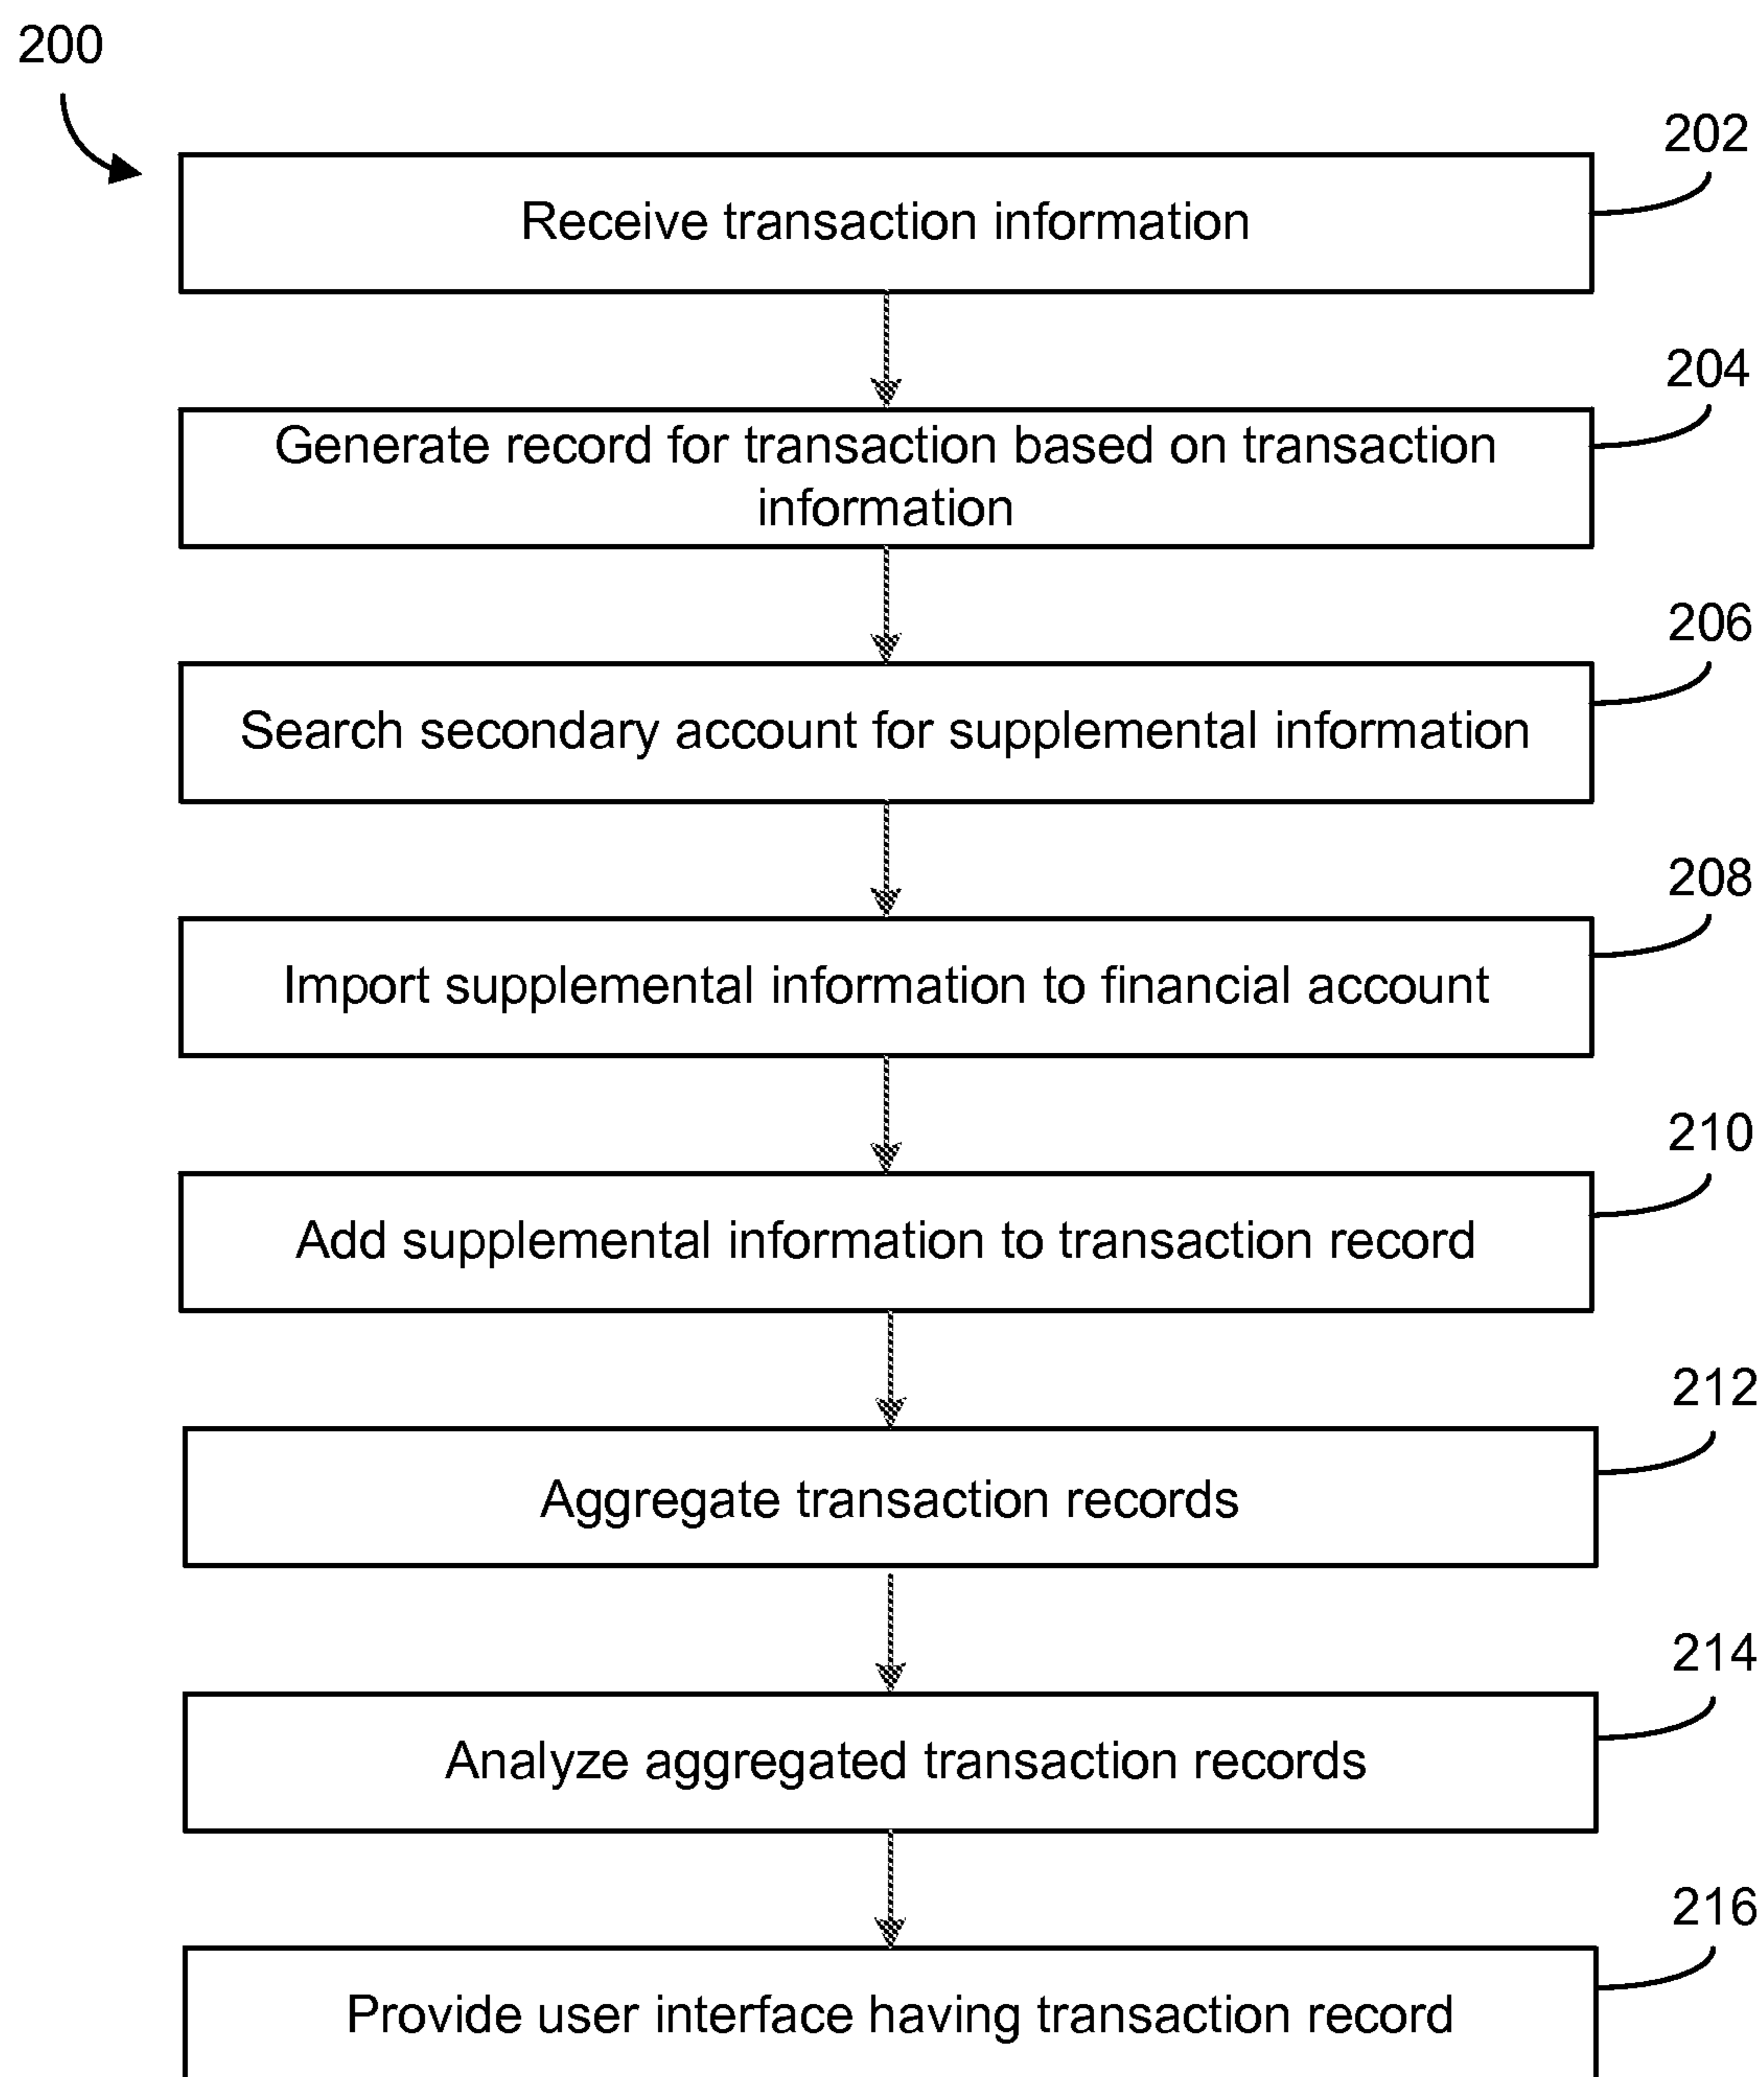 200
202
Receive transaction information
204
Generate record for transaction based on transaction
information
206
Search secondary account for supplemental information
208
Import supplemental information to financial account
210
Add supplemental information to transaction record
212
Aggregate transaction records
214
Analyze aggregated transaction records
216
Provide user interface having transaction record